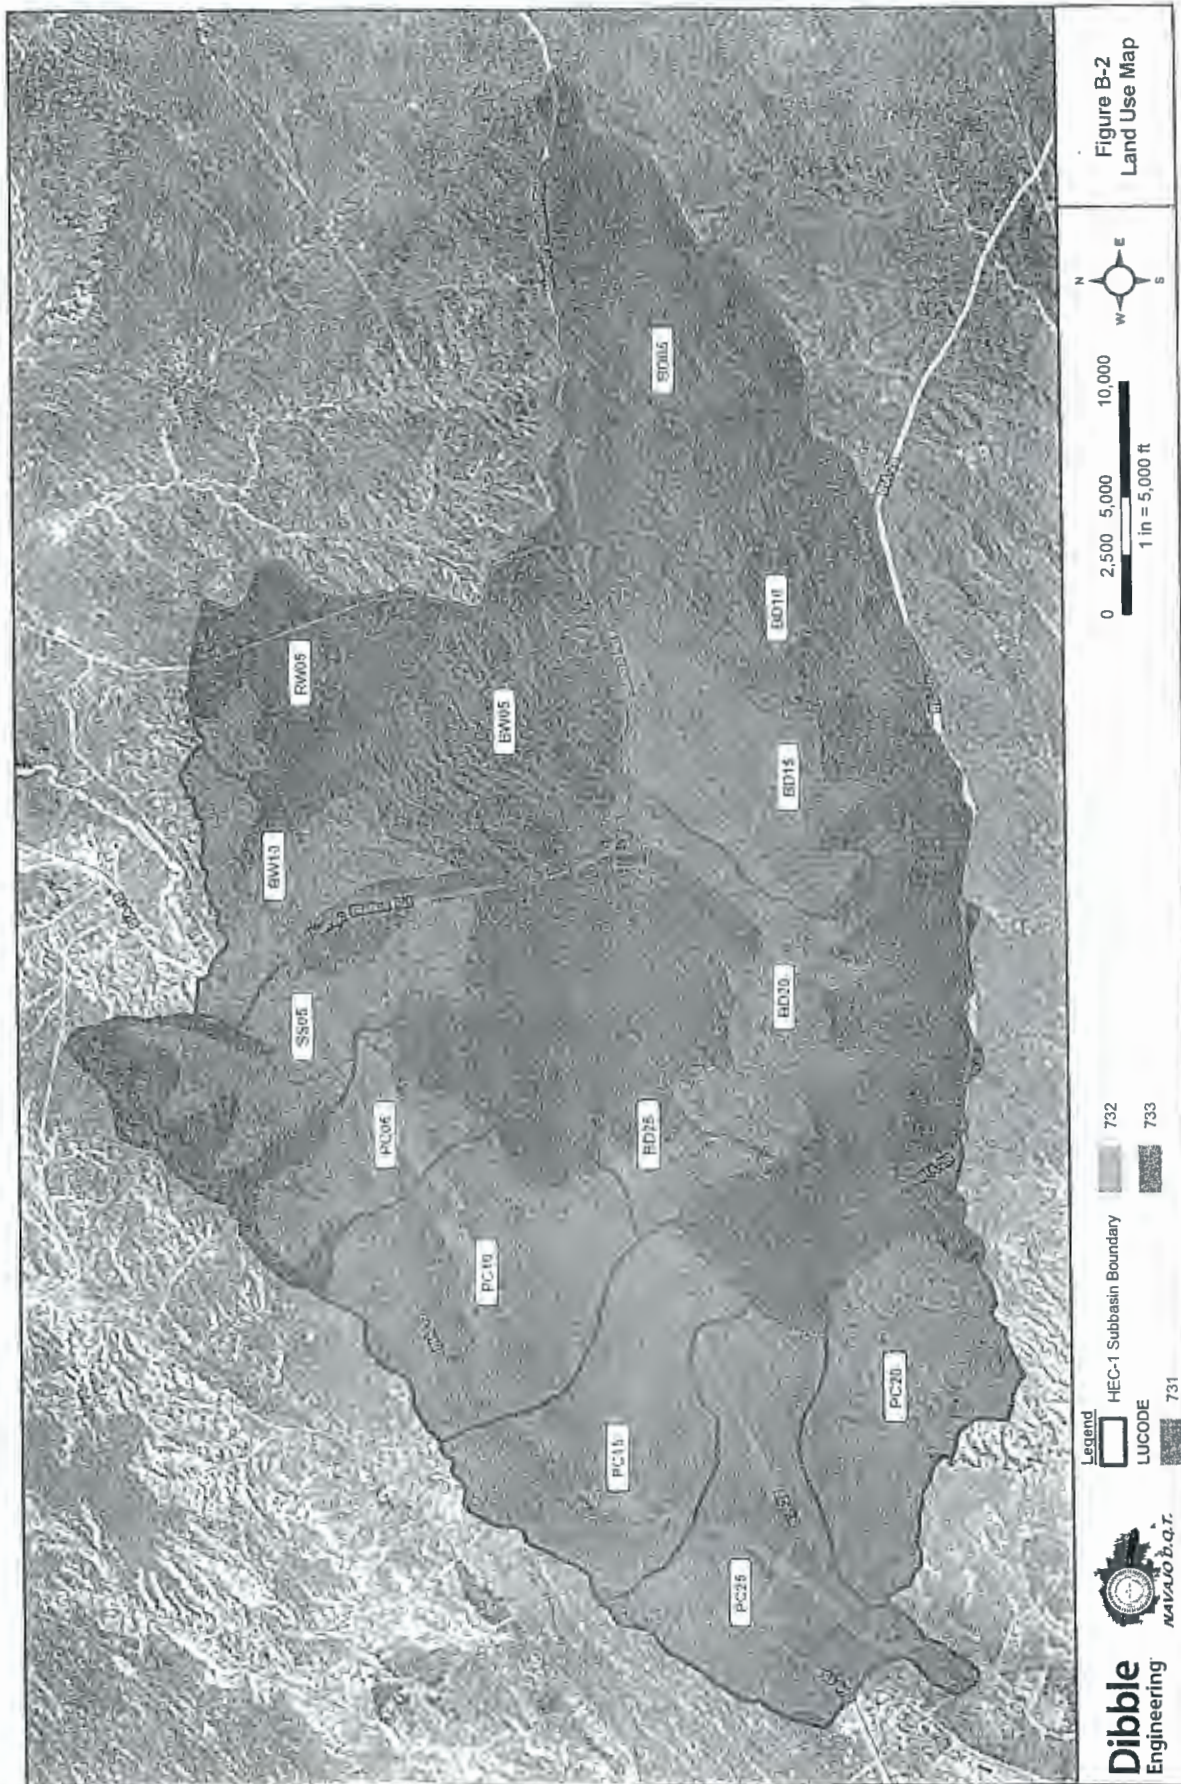 Figure B-2
Land Use Map
RW05
BW10
BW05
SS05
PC05
BD10
BD15
BD20
BD25
PC10
PC15
PC20
PC25
N
W
E
S
0
2,500
5,000
10,000
1 in = 5,000 ft
Legend
HEC-1 Subbasin Boundary
LUCODE
731
732
733
Dibble
Engineering
NAVAJO D.O.T.